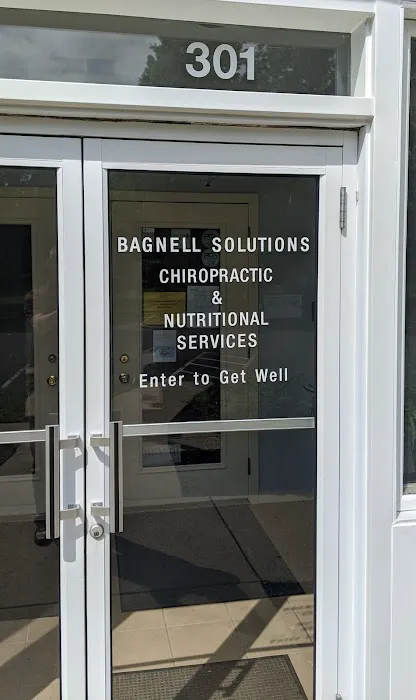 301
BAGNELL SOLUTIONS
CHIROPRACTIC
&
NUTRITIONAL
SERVICES
Enter to Get Well